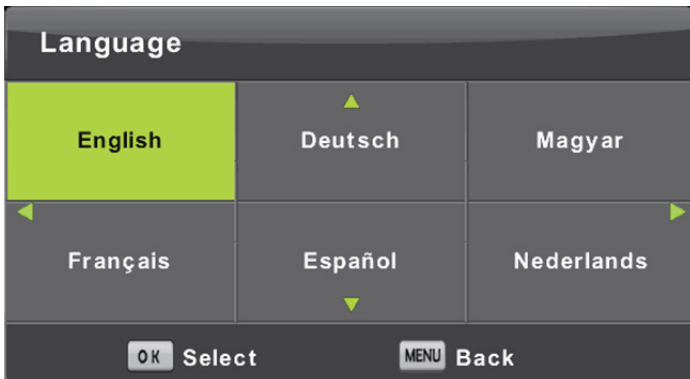 Language
English Deutsch Magyar
Français Español Nederlands
OK Select MENU Back